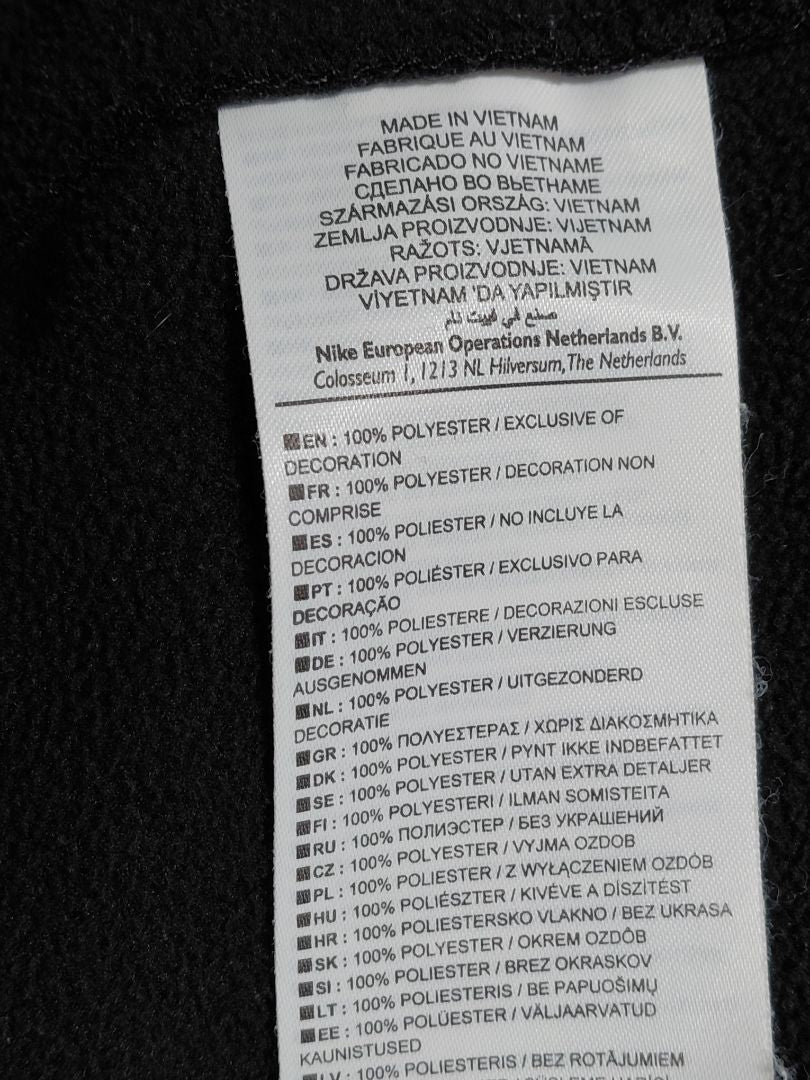 MADE IN VIETNAM
FABRIQUE AU VIETNAM
FABRICADO NO VIETNAME
СДЕЛАНО ВО ВЬЕТНАМЕ
SZÁRMAZÁSI ORSZÁG: VIETNAM
ZEMLJA PROIZVODNJE: VIJETNAM
RAŽOTS: VJETNAMĀ
DRŽAVA PROIZVODNJE: VIETNAM
VİYETNAM 'DA YAPILMIŞTIR
صنع في فييت نام
Nike European Operations Netherlands B.V.
Colosseum 1, 1213 NL Hilversum, The Netherlands
EN : 100% POLYESTER / EXCLUSIVE OF
DECORATION
FR : 100% POLYESTER / DECORATION NON
COMPRISE
ES : 100% POLIESTER / NO INCLUYE LA
DECORACION
PT : 100% POLIÉSTER / EXCLUSIVO PARA
DECORAÇÃO
IT : 100% POLIESTERE / DECORAZIONI ESCLUSE
DE : 100% POLYESTER / VERZIERUNG
AUSGENOMMEN
NL : 100% POLYESTER / UITGEZONDERD
DECORATIE
GR : 100% ΠΟΛΥΕΣΤΕΡΑΣ / ΧΩΡΙΣ ΔΙΑΚΟΣΜΗΤΙΚΑ
DK : 100% POLYESTER / PYNT IKKE INDBEFATTET
SE : 100% POLYESTER / UTAN EXTRA DETALJER
FI : 100% POLYESTERI / ILMAN SOMISTEITA
RU : 100% ПОЛИЭСТЕР / БЕЗ УКРАШЕНИЙ
CZ : 100% POLYESTER / VYJMA OZDOB
PL : 100% POLIESTER / Z WYŁĄCZENIEM OZDÓB
HU : 100% POLIÉSZTER / KIVÉVE A DÍSZÍTÉST
HR : 100% POLIESTERSKO VLAKNO / BEZ UKRASA
SK : 100% POLYESTER / OKREM OZDÔB
SI : 100% POLIESTER / BREZ OKRASKOV
LT : 100% POLIESTERIS / BE PAPUOŠIMŲ
EE : 100% POLÜESTER / VÄLJAARVATUD
KAUNISTUSED
LV : 100% POLIESTERIS / BEZ ROTĀJUMIEM